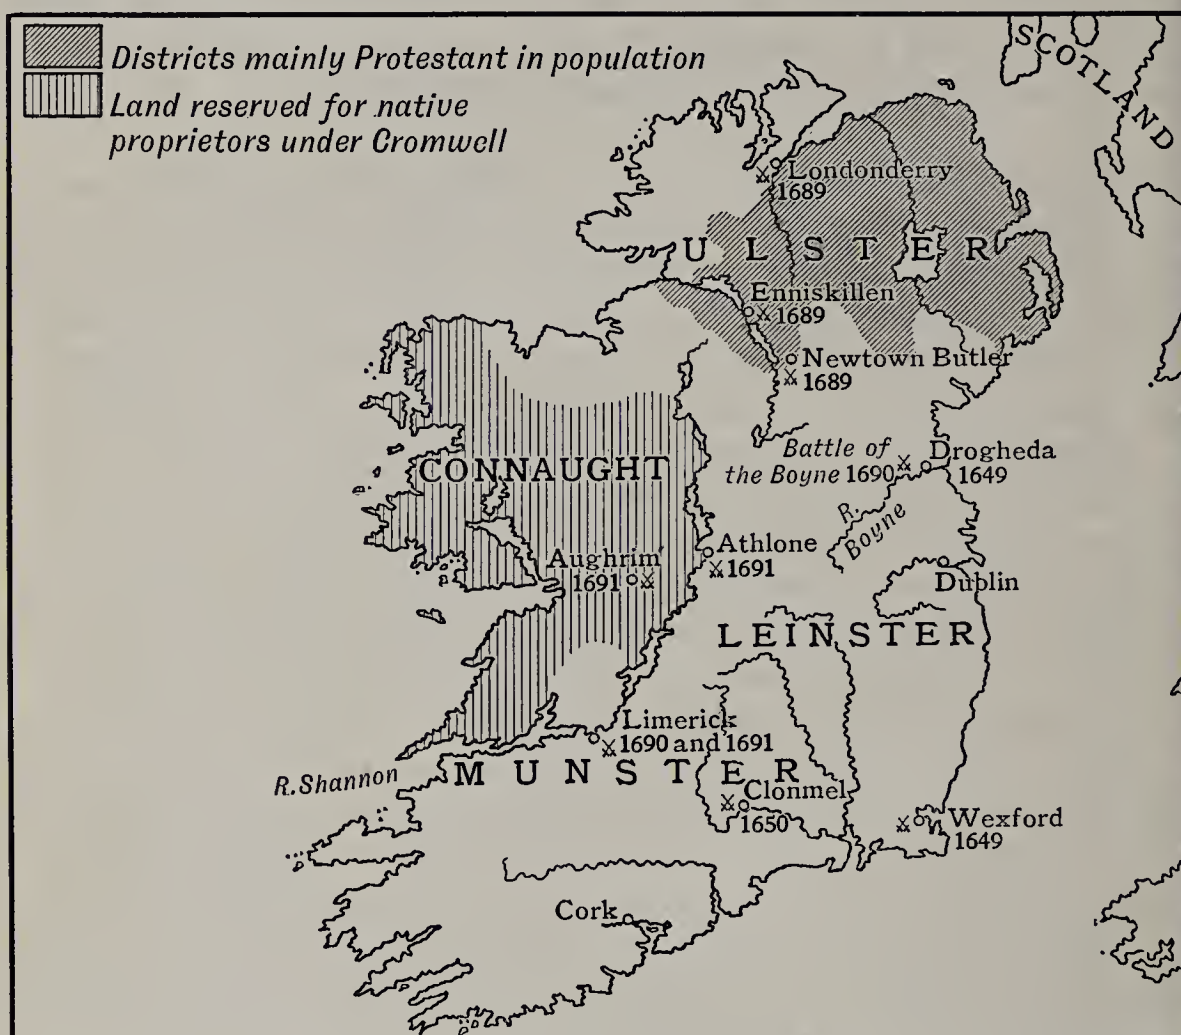 Districts mainly Protestant in population
Land reserved for native
proprietors under Cromwell
SCOTLAND
Londonderry
1689
ULSTER
Enniskillen
1689
Newtown Butler
1689
Battle of
the Boyne 1690
Drogheda
1649
R.
Boyne
CONNAUGHT
Athlone
1691
Aughrim
1691
Dublin
LEINSTER
Limerick
1690 and 1691
R. Shannon
MUNSTER
Clonmel
1650
Wexford
1649
Cork